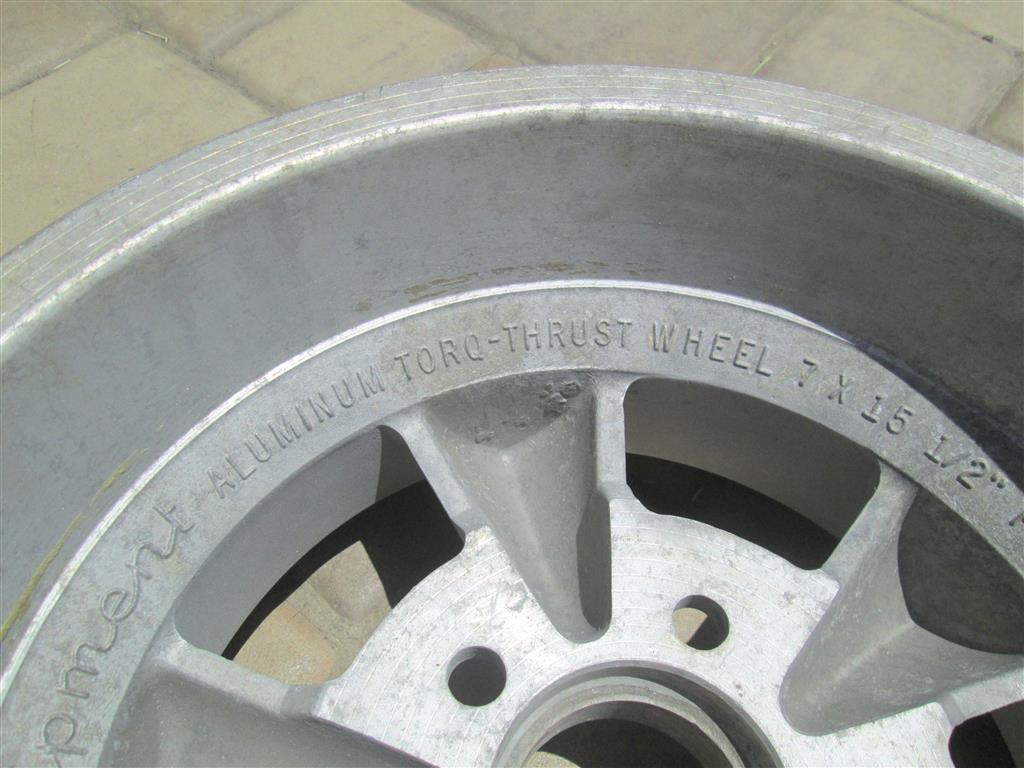 pment ALUMINUM TORQ-THRUST WHEEL 7 X 15 1/2"